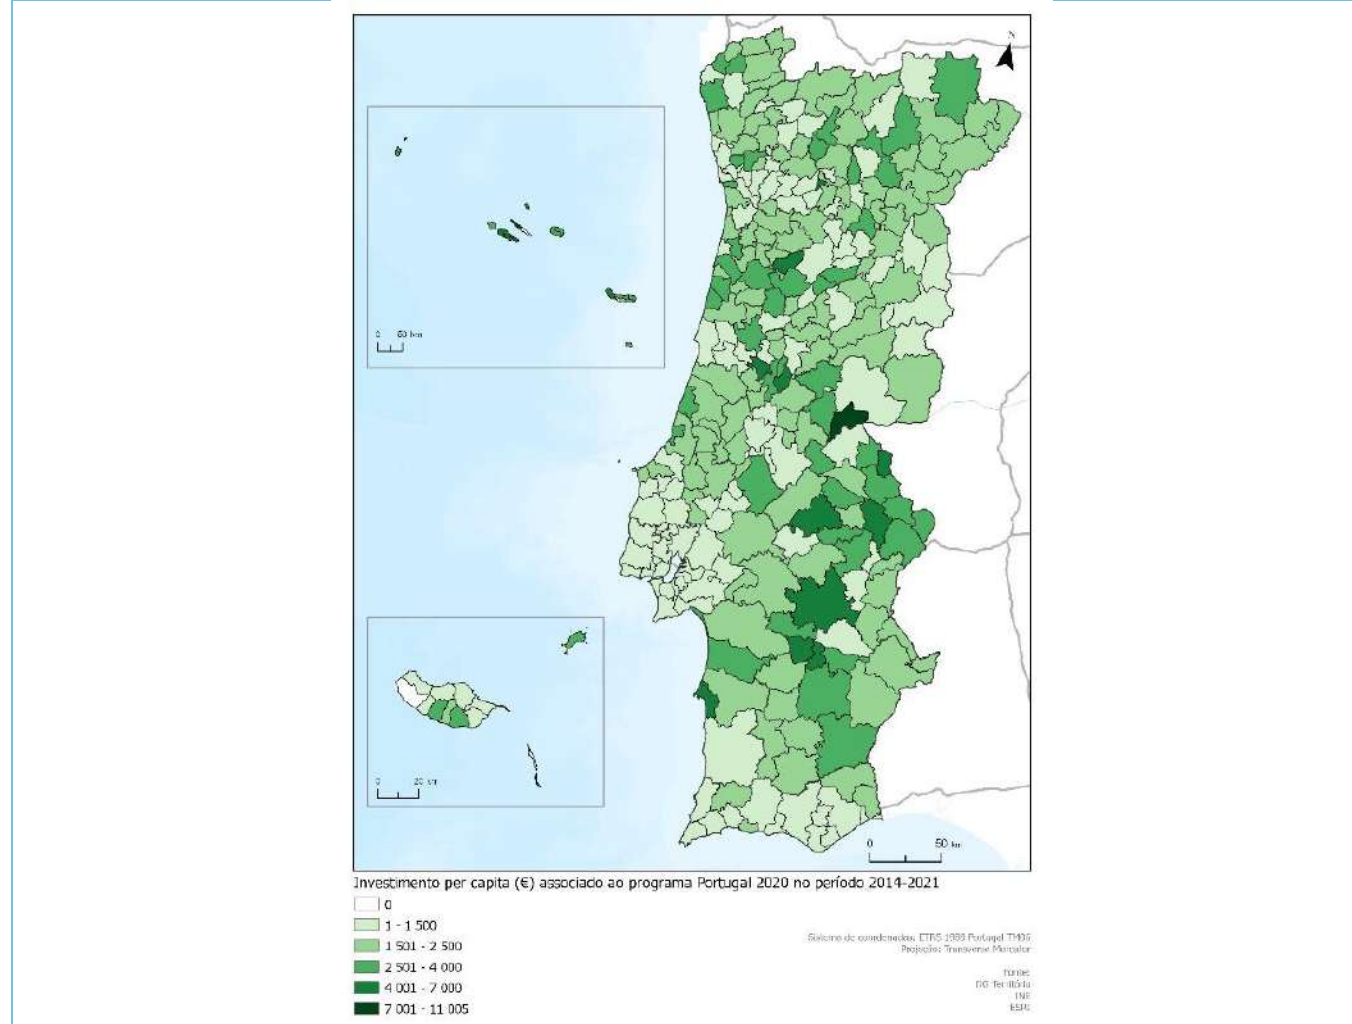 N
0 50 km
0 20 km
0 50 km
Investimento per capita (€) associado ao programa Portugal 2020 no período 2014-2021
0
1 - 1 500
1 501 - 2 500
2 501 - 4 000
4 001 - 7 000
7 001 - 11 005
Sistema de coordenadas: ETRS 1989 Portugal TM06
Projeção: Transverse Mercator
Fonte:
DG Território
INE
ESRI